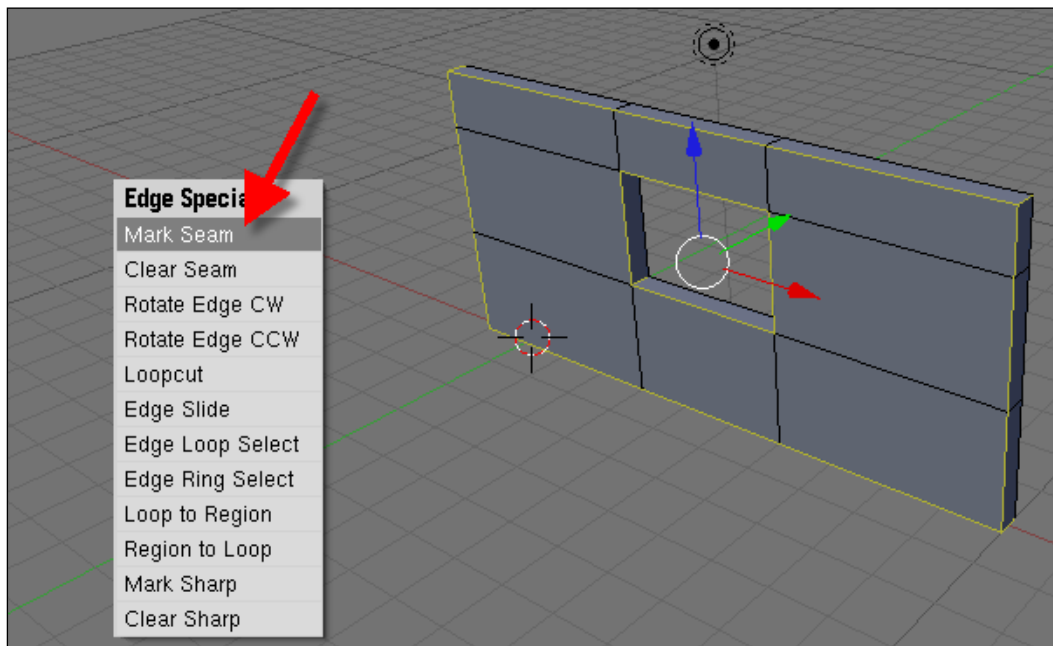 Edge Specia
Mark Seam
Clear Seam
Rotate Edge CW
Rotate Edge CCW
Loopcut
Edge Slide
Edge Loop Select
Edge Ring Select
Loop to Region
Region to Loop
Mark Sharp
Clear Sharp